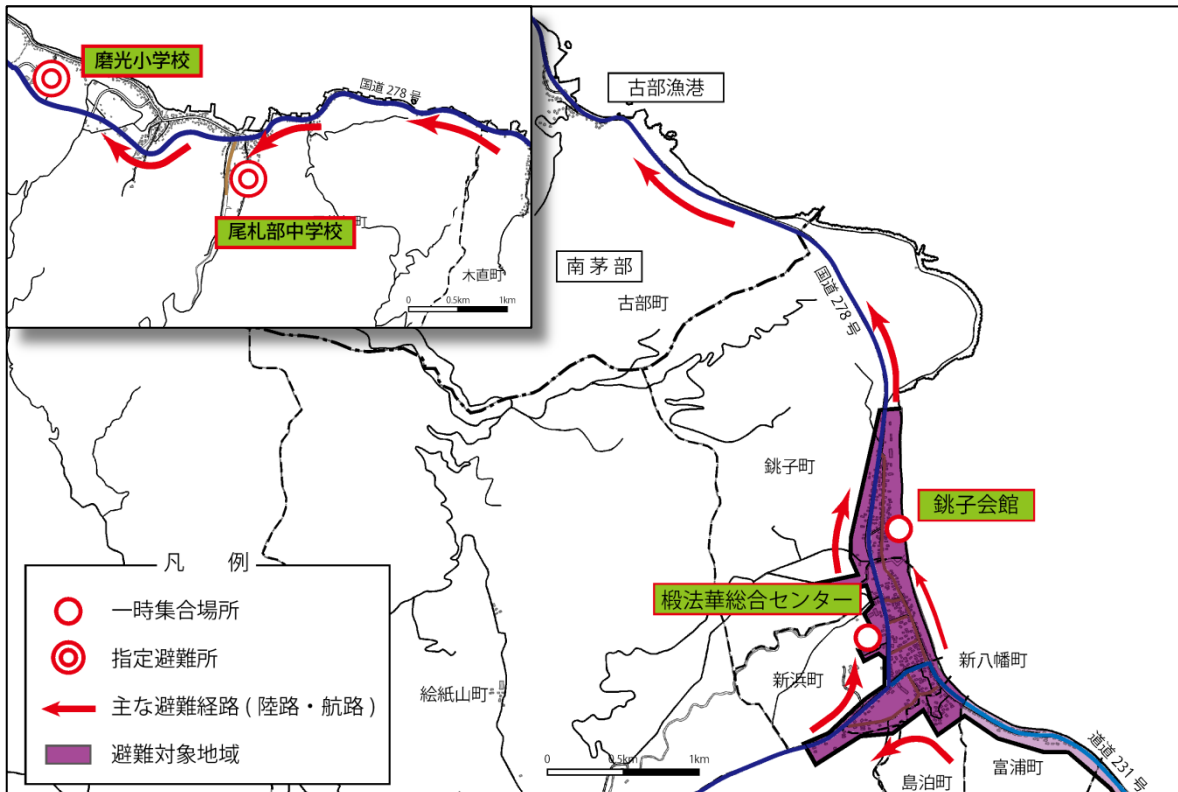 磨光小学校
国道 278 号
尾札部中学校
木直町
0 0.5km 1km
古部漁港
南茅部
古部町
国道 278 号
銚子町
銚子会館
椴法華総合センター
新八幡町
新浜町
絵紙山町
島泊町
富浦町
道道 231 号
0 0.5km 1km
凡 例
一時集合場所
指定避難所
主な避難経路 ( 陸路・航路 )
避難対象地域